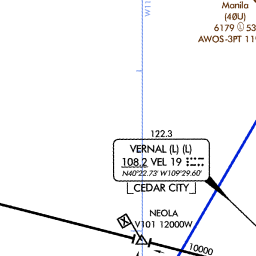 Manila
(40U)
6179 Ⓛ 53
AWOS-3PT 119
W11
122.3
VERNAL (L) (L)
108.2 VEL 19
N40°22.73' W109°29.60'
CEDAR CITY
NEOLA
V101 12000W
10000